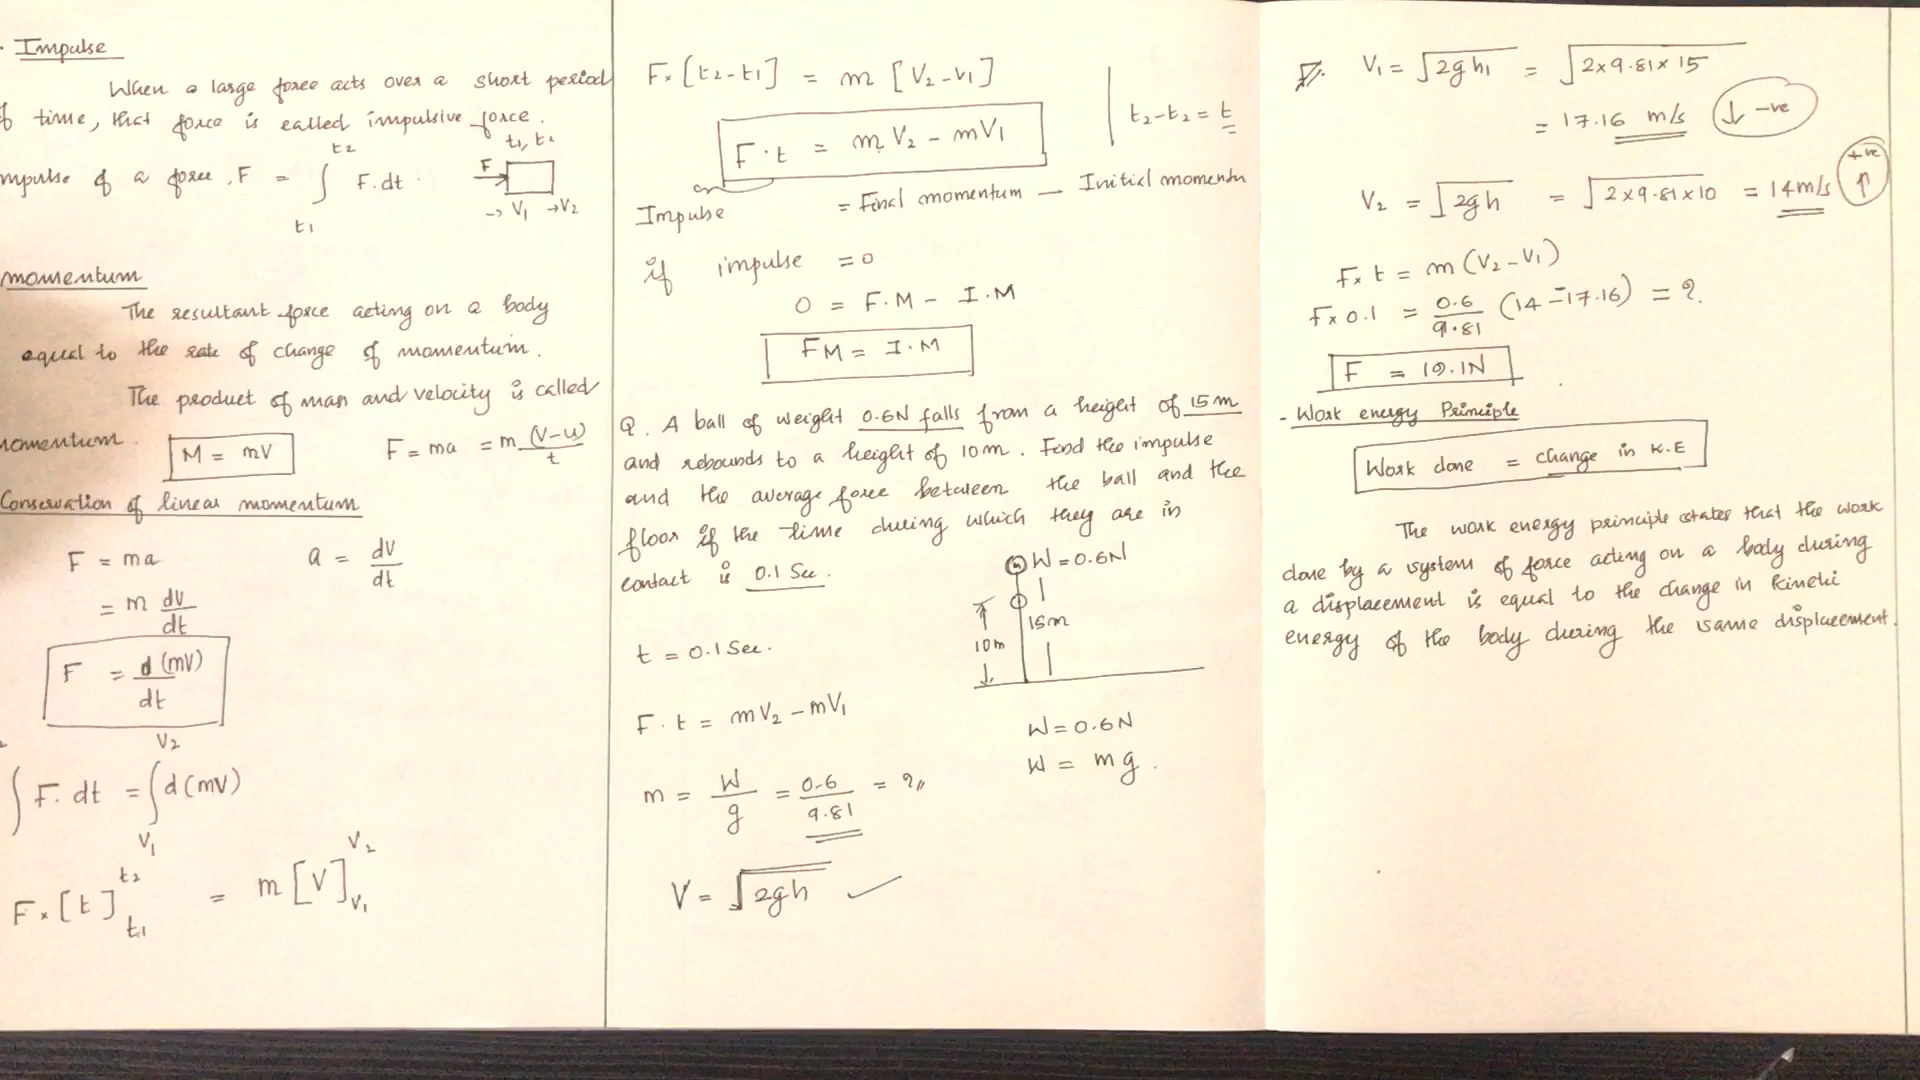 Impulse
When a large force acts over a short period
of time, that force is called impulsive force.
mpulse of a force, F = ∫ t1 t2 F.dt
t1, t2
F
→ V1 → V2
momentum
The resultant force acting on a body
equal to the rate of change of momentum.
The product of mass and velocity is called
momentum.
M = mV
F = ma = m (V-u)/t
Conservation of linear momentum
F = ma
a = dV/dt
= m dV/dt
F = d(mV)/dt
∫ F.dt = ∫ V1 V2 d(mV)
F × [t] t1 t2 = m [V] V1 V2
F × [t2-t1] = m [V2-V1]
t2-t2 = t
F·t = mV2 - mV1
Impulse = Final momentum — Initial momentu
if impulse = 0
0 = F.M - I.M
FM = I.M
Q. A ball of weight 0.6N falls from a height of 15m
and rebounds to a height of 10m. Find the impulse
and the average force between the ball and the
floor if the time during which they are in
contact is 0.1 Sec.
W = 0.6N
15m
10m
t = 0.1 Sec.
F.t = mV2 - mV1
W = 0.6N
W = mg.
m = W/g = 0.6/9.81 = ?,,
V = √2gh ✓
V1 = √2gh1 = √2×9.81×15
= 17.16 m/s ↓ -ve
V2 = √2gh = √2×9.81×10 = 14m/s +ve ↑
F× t = m (V2-V1)
F× 0.1 = 0.6/9.81 (14 - -17.16) = ?.
F = 19.1N
- Work energy Principle
Work done = change in K.E
The work energy principle states that the work
done by a system of force acting on a body during
a displacement is equal to the change in kinetic
energy of the body during the same displacement.